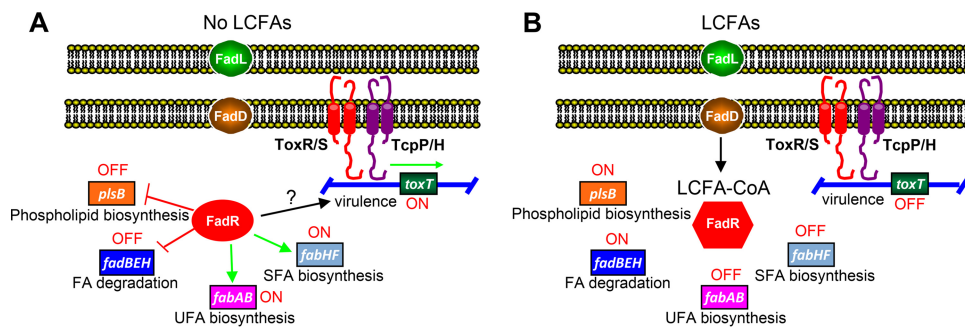 A
No LCFAs
FadL
FadD
ToxR/S
TcpP/H
OFF
plsB
Phospholipid biosynthesis
FadR
?
virulence
toxT
ON
OFF
fadBEH
FA degradation
ON
fabHF
SFA biosynthesis
fabAB
ON
UFA biosynthesis
B
LCFAs
FadL
FadD
ToxR/S
TcpP/H
LCFA-CoA
FadR
ON
plsB
Phospholipid biosynthesis
virulence
toxT
OFF
ON
fadBEH
FA degradation
OFF
fabHF
SFA biosynthesis
OFF
fabAB
UFA biosynthesis